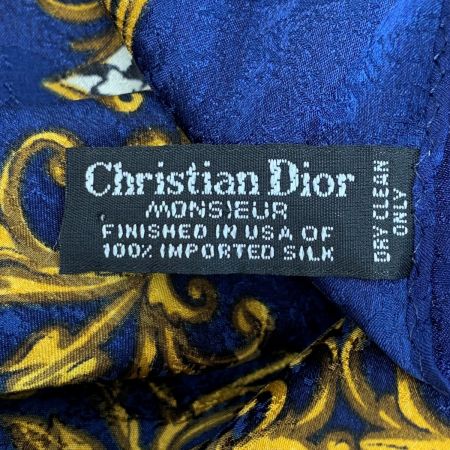 Christian Dior
MONSIEUR
FINISHED IN USA OF
100% IMPORTED SILK
DRY CLEAN
ONLY